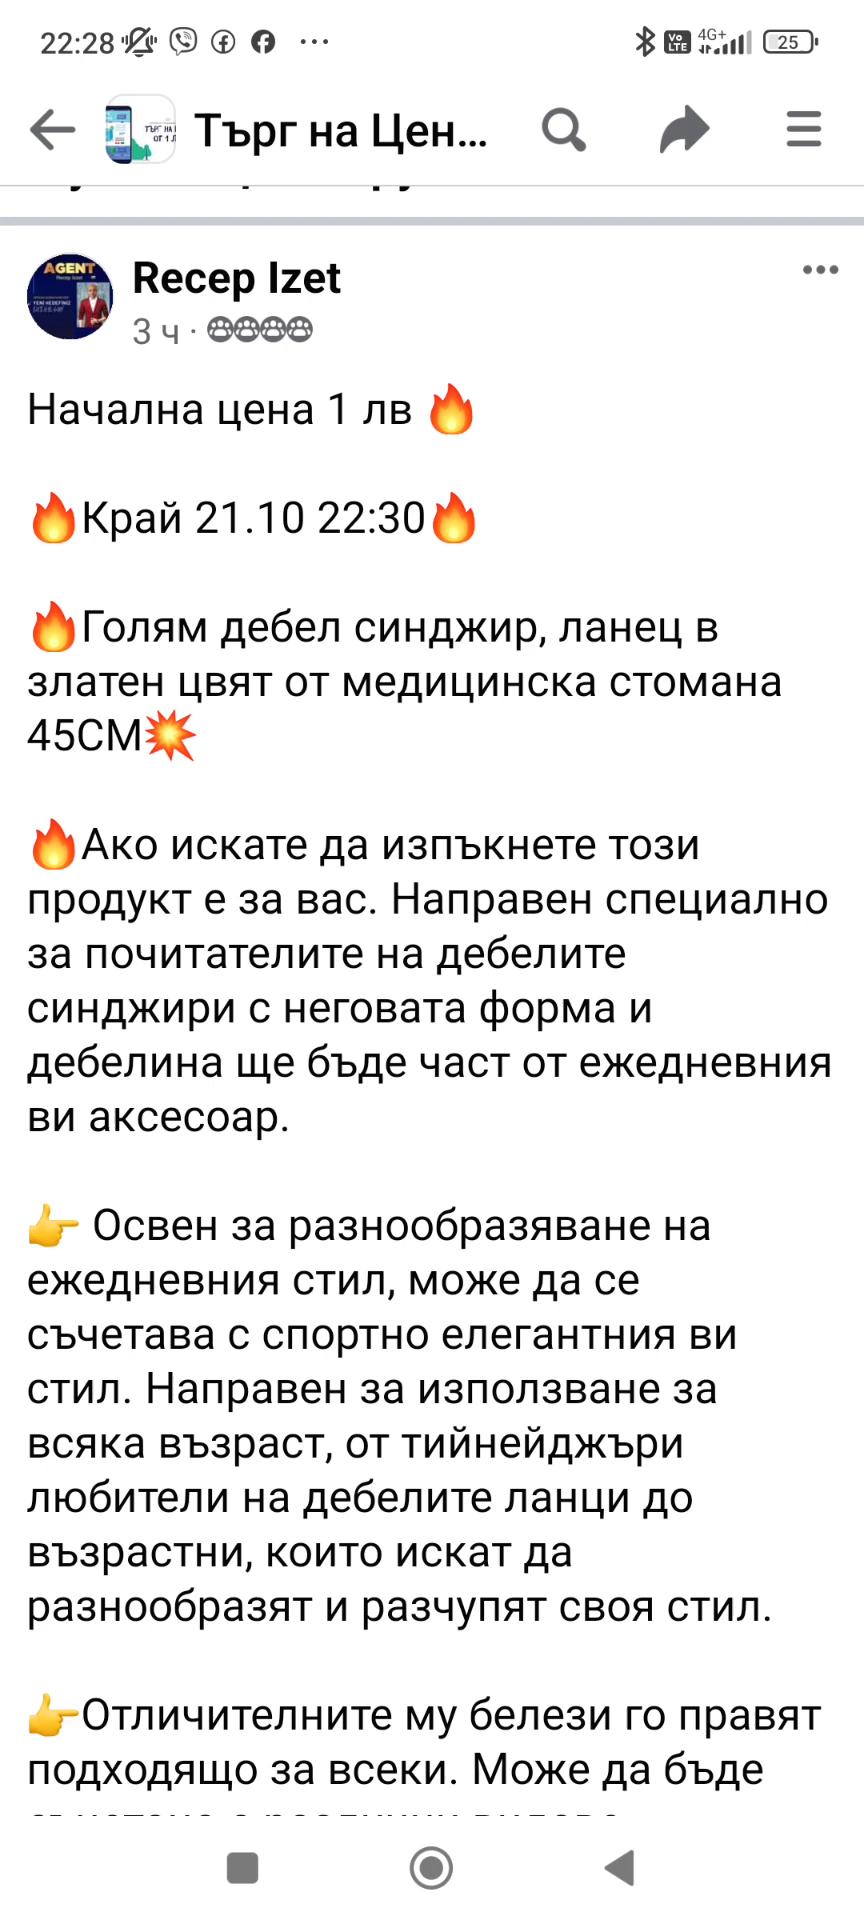 22:28
Vo LTE 4G+ 25
Търг на Цен...
AGENT
Recep Izet
3 ч ·
Начална цена 1 лв 🔥
🔥Край 21.10 22:30🔥
🔥Голям дебел синджир, ланец в
златен цвят от медицинска стомана
45СМ💥
🔥Ако искате да изпъкнете този
продукт е за вас. Направен специално
за почитателите на дебелите
синджири с неговата форма и
дебелина ще бъде част от ежедневния
ви аксесоар.
👉 Освен за разнообразяване на
ежедневния стил, може да се
съчетава с спортно елегантния ви
стил. Направен за използване за
всяка възраст, от тийнейджъри
любители на дебелите ланци до
възрастни, които искат да
разнообразят и разчупят своя стил.
👉Отличителните му белези го правят
подходящо за всеки. Може да бъде